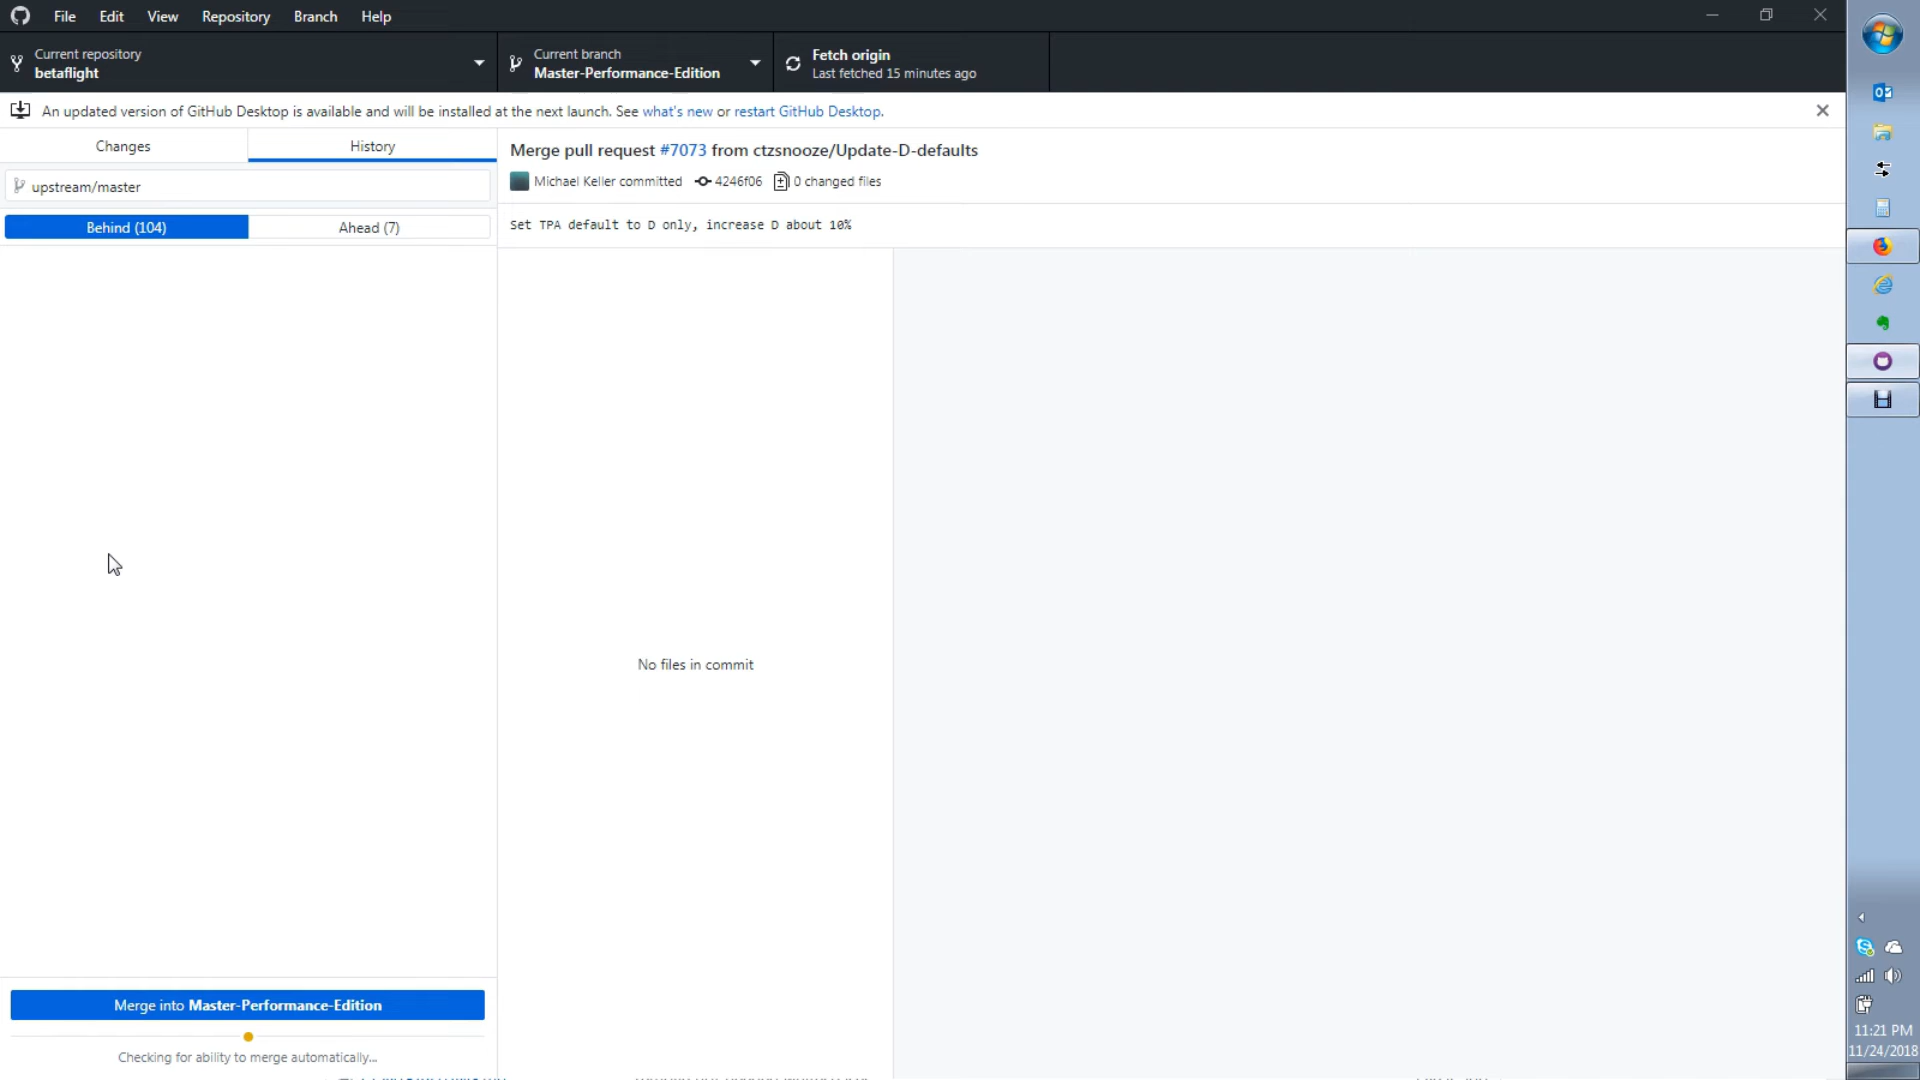 File Edit View Repository Branch Help
Current repository
betaflight
Current branch
Master-Performance-Edition
Fetch origin
Last fetched 15 minutes ago
An updated version of GitHub Desktop is available and will be installed at the next launch. See what's new or restart GitHub Desktop.
Changes
History
upstream/master
Behind (104)
Ahead (7)
Merge pull request #7073 from ctzsnooze/Update-D-defaults
Michael Keller committed 4246f06 0 changed files
Set TPA default to D only, increase D about 10%
No files in commit
Merge into Master-Performance-Edition
Checking for ability to merge automatically...
11:21 PM
11/24/2018